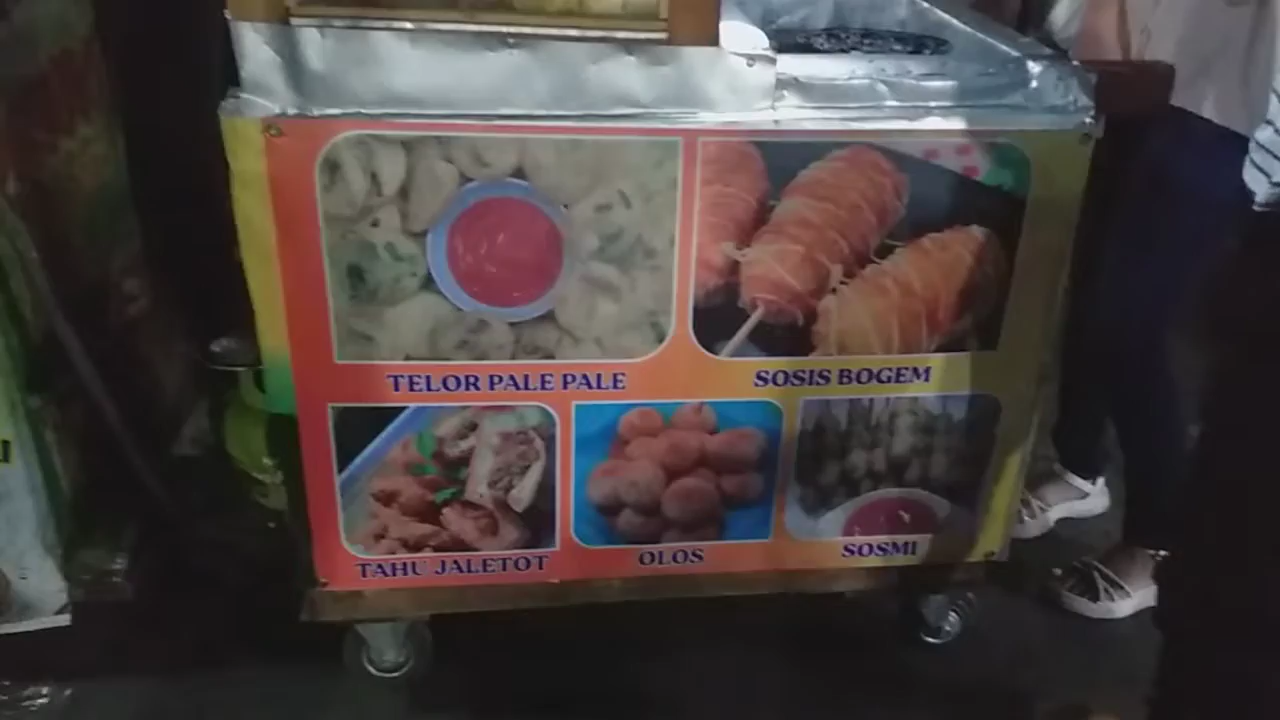 TELOR PALE PALE
SOSIS BOGEM
TAHU JALETOT
OLOS
SOSMI